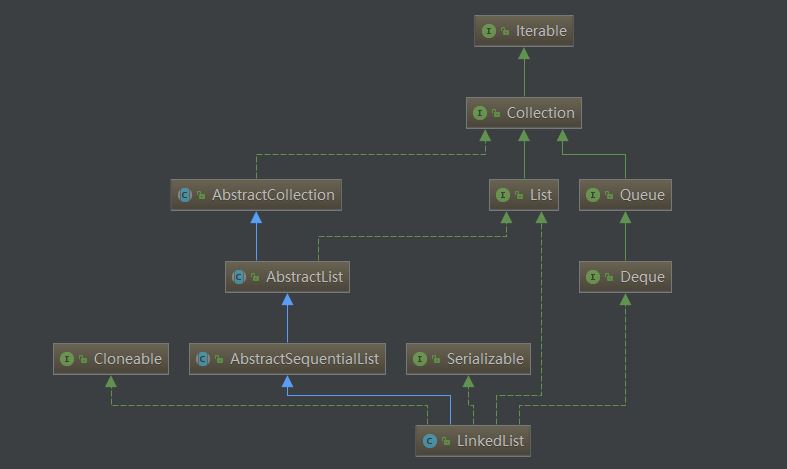 I Iterable
I Collection
C AbstractCollection
I List
I Queue
C AbstractList
I Deque
I Cloneable
C AbstractSequentialList
I Serializable
C LinkedList